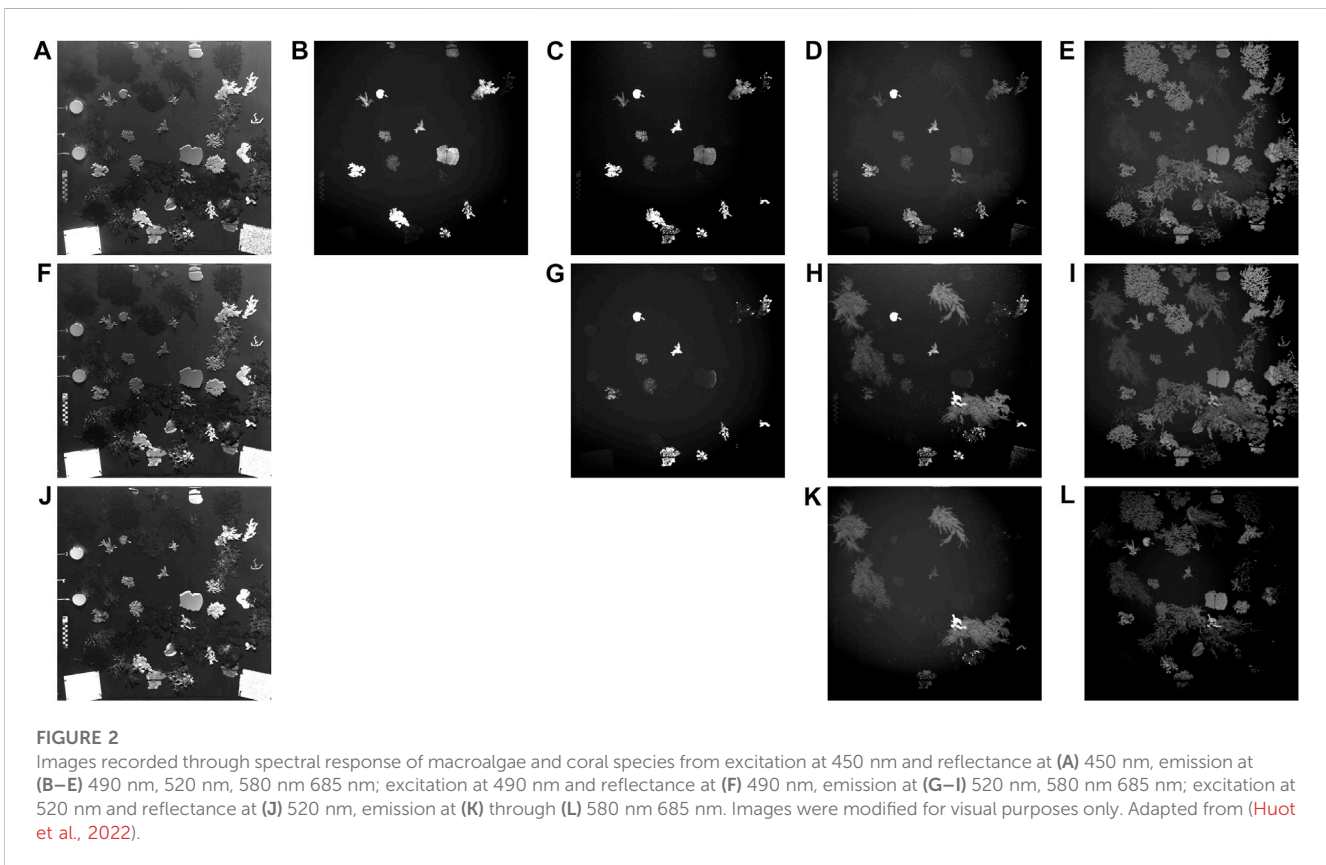 A B C D E
F G H I
J K L
FIGURE 2
Images recorded through spectral response of macroalgae and coral species from excitation at 450 nm and reflectance at (A) 450 nm, emission at
(B–E) 490 nm, 520 nm, 580 nm 685 nm; excitation at 490 nm and reflectance at (F) 490 nm, emission at (G–I) 520 nm, 580 nm 685 nm; excitation at
520 nm and reflectance at (J) 520 nm, emission at (K) through (L) 580 nm 685 nm. Images were modified for visual purposes only. Adapted from (Huot
et al., 2022).